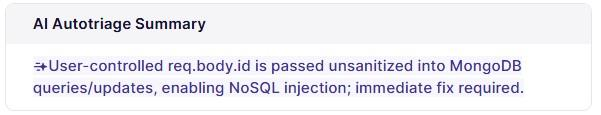 AI Autotriage Summary
User-controlled req.body.id is passed unsanitized into MongoDB
queries/updates, enabling NoSQL injection; immediate fix required.